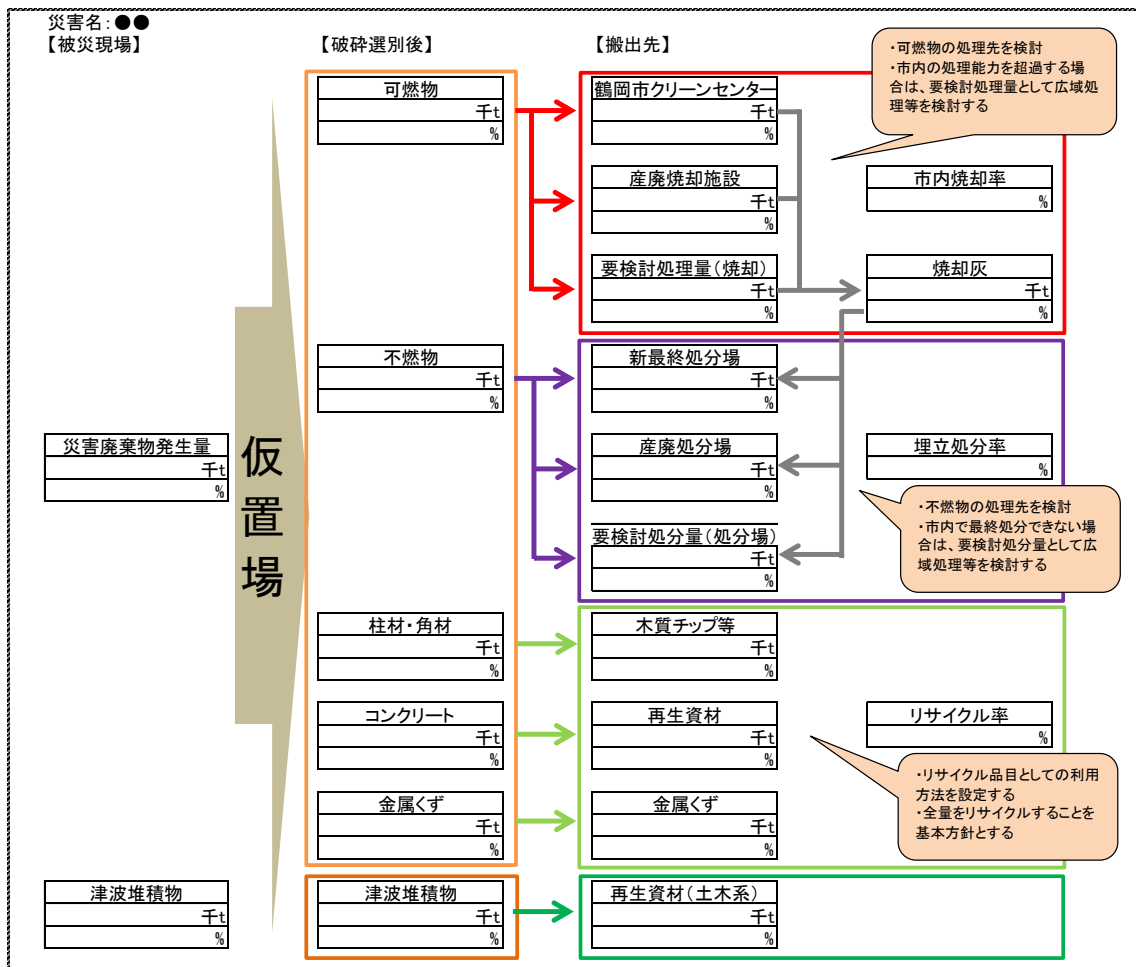 災害名:●●
【被災現場】
【破砕選別後】
【搬出先】
・可燃物の処理先を検討
・市内の処理能力を超過する場
合は、要検討処理量として広域処
理等を検討する
可燃物
千t
%
鶴岡市クリーンセンター
千t
%
産廃焼却施設
千t
%
市内焼却率
%
要検討処理量(焼却)
千t
%
焼却灰
千t
%
不燃物
千t
%
新最終処分場
千t
%
災害廃棄物発生量
千t
%
仮置場
産廃処分場
千t
%
埋立処分率
%
・不燃物の処理先を検討
・市内で最終処分できない場
合は、要検討処分量として広
域処理等を検討する
要検討処分量(処分場)
千t
%
柱材・角材
千t
%
木質チップ等
千t
%
コンクリート
千t
%
再生資材
千t
%
リサイクル率
%
・リサイクル品目としての利用
方法を設定する
・全量をリサイクルすることを
基本方針とする
金属くず
千t
%
金属くず
千t
%
津波堆積物
千t
%
津波堆積物
千t
%
再生資材(土木系)
千t
%